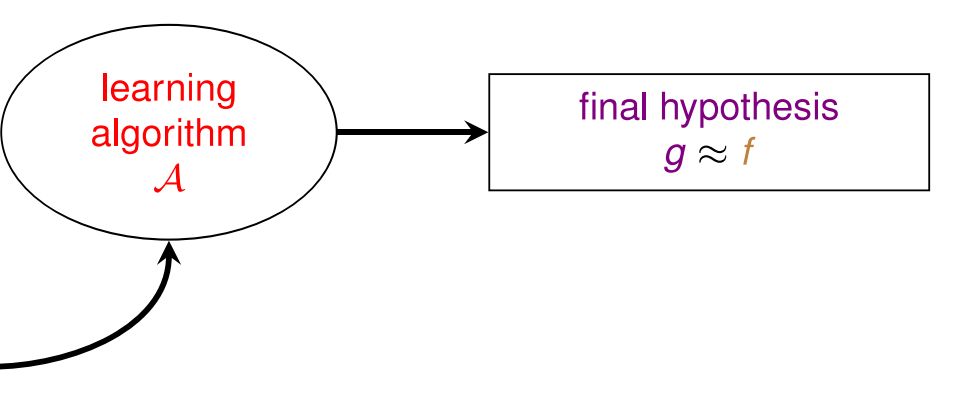 learning
algorithm
𝒜
final hypothesis
g ≈ f